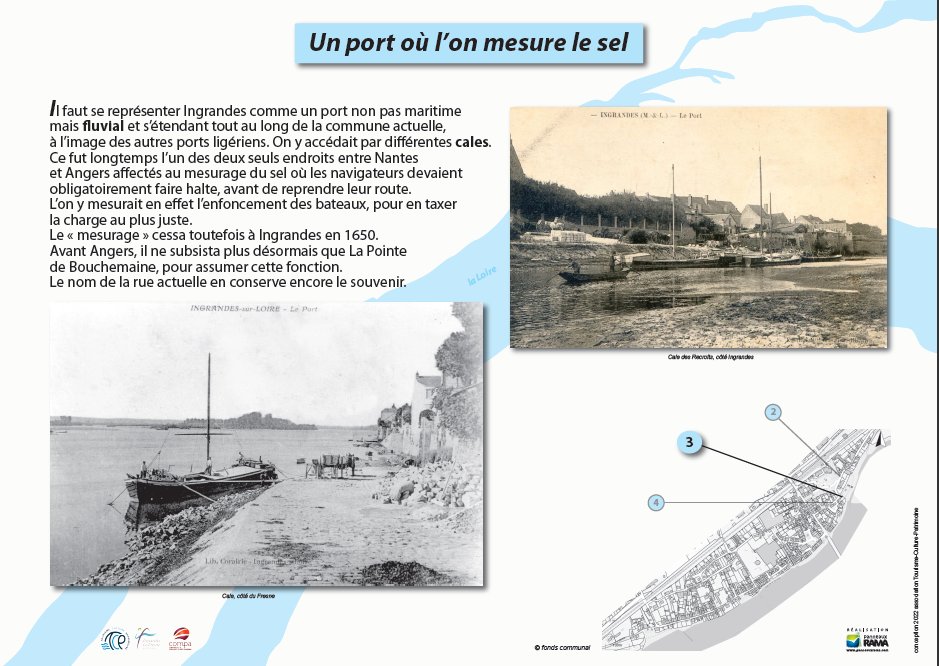 Un port où l'on mesure le sel
Il faut se représenter Ingrandes comme un port non pas maritime
mais fluvial et s'étendant tout au long de la commune actuelle,
à l'image des autres ports ligériens. On y accédait par différentes cales.
Ce fut longtemps l'un des deux seuls endroits entre Nantes
et Angers affectés au mesurage du sel où les navigateurs devaient
obligatoirement faire halte, avant de reprendre leur route.
L'on y mesurait en effet l'enfoncement des bateaux, pour en taxer
la charge au plus juste.
Le « mesurage » cessa toutefois à Ingrandes en 1650.
Avant Angers, il ne subsista plus désormais que La Pointe
de Bouchemaine, pour assumer cette fonction.
Le nom de la rue actuelle en conserve encore le souvenir.
— INGRANDES (M.-&-L.) — Le Port
Cale des Recroits, côté Ingrandes
la Loire
INGRANDES-sur-LOIRE - Le Port
Cale, côté du Fresne
2
3
4
compa
© fonds communal
RÉALISATION
PanOraux
RAMA
www.panoorama.com
conception 2022 association Tourisme-Culture-Patrimoine